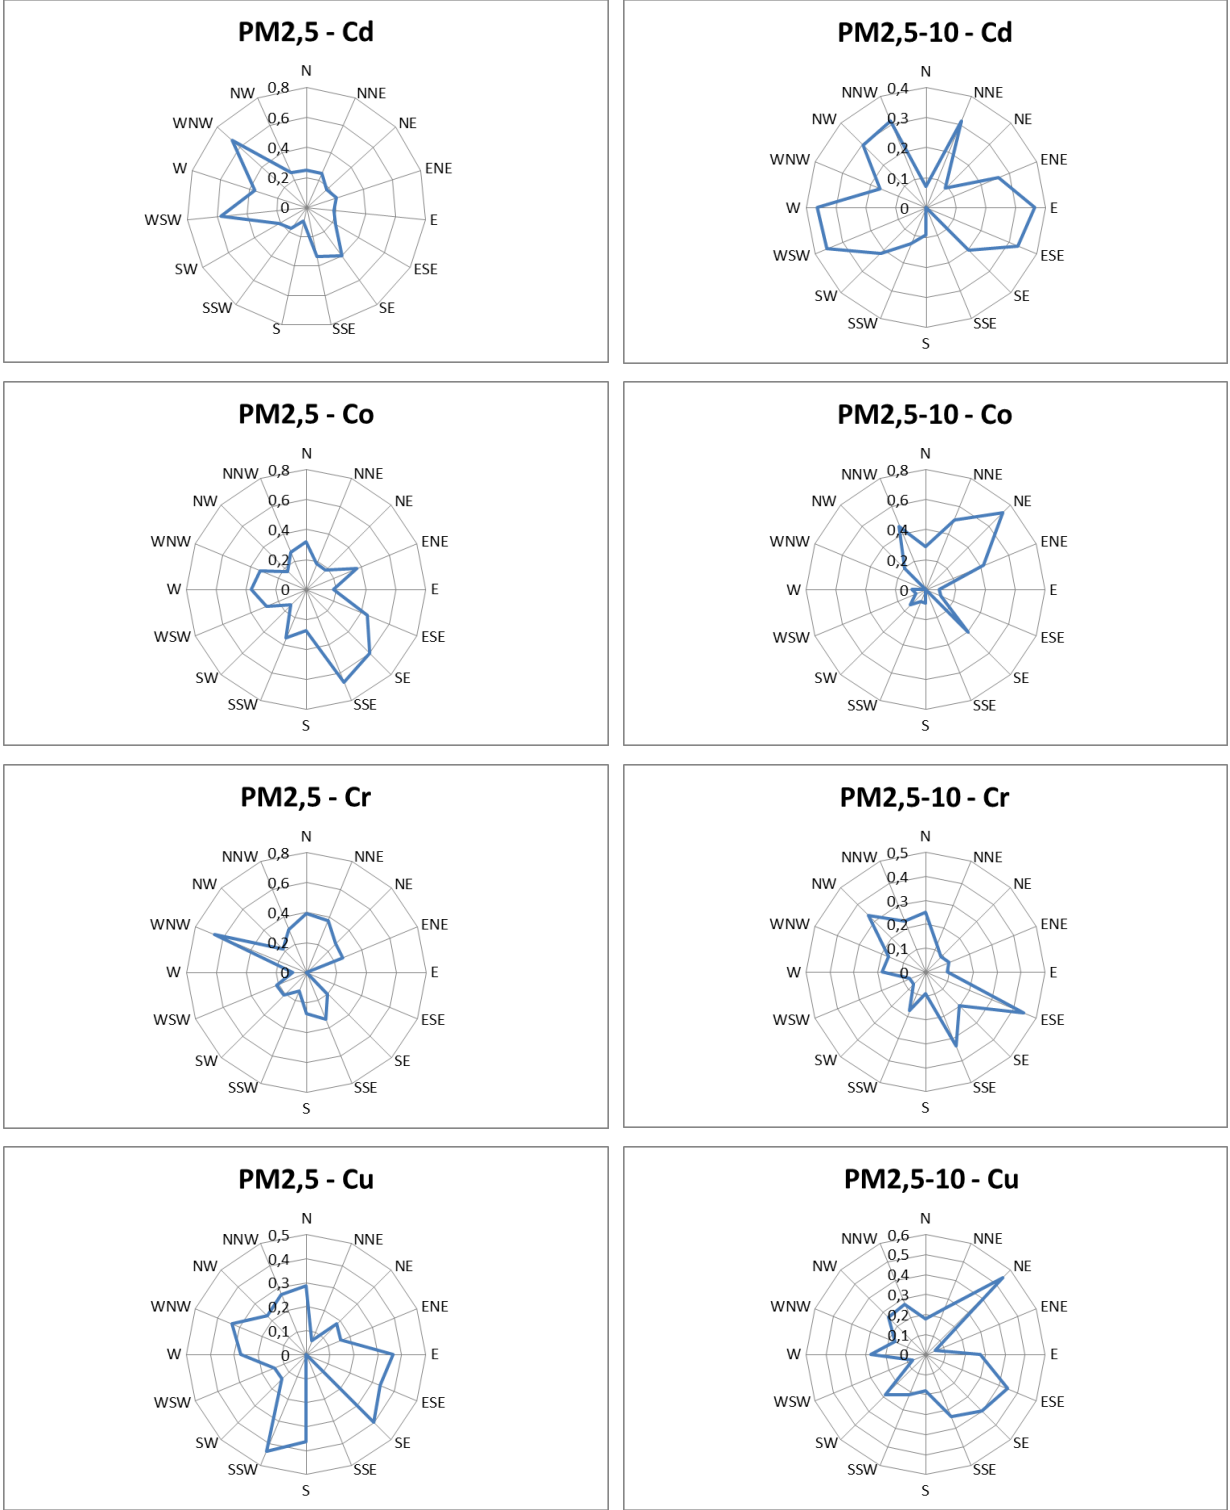 PM2,5 - Cd
N
NW 0,8 NNE
WNW 0,6 NE
0,4
W ENE
0,2
0
WSW E
SW ESE
SSW SE
S SSE
PM2,5-10 - Cd
N
NNW 0,4 NNE
NW 0,3 NE
WNW 0,2 ENE
0,1
W 0 E
WSW ESE
SW SE
SSW SSE
S
PM2,5 - Co
N
NNW 0,8 NNE
NW 0,6 NE
WNW 0,4 ENE
0,2
W 0 E
WSW ESE
SW SE
SSW SSE
S
PM2,5-10 - Co
N
NNW 0,8 NNE
NW 0,6 NE
WNW 0,4 ENE
0,2
W 0 E
WSW ESE
SW SE
SSW SSE
S
PM2,5 - Cr
N
NNW 0,8 NNE
NW 0,6 NE
WNW 0,4 ENE
0,2
W 0 E
WSW ESE
SW SE
SSW SSE
S
PM2,5-10 - Cr
N
NNW 0,5 NNE
NW 0,4 NE
0,3
WNW 0,2 ENE
0,1
W 0 E
WSW ESE
SW SE
SSW SSE
S
PM2,5 - Cu
N
NNW 0,5 NNE
NW 0,4 NE
0,3
WNW 0,2 ENE
0,1
W 0 E
WSW ESE
SW SE
SSW SSE
S
PM2,5-10 - Cu
N
NNW 0,6 NNE
0,5
NW 0,4 NE
0,3
WNW 0,2 ENE
0,1
W 0 E
WSW ESE
SW SE
SSW SSE
S